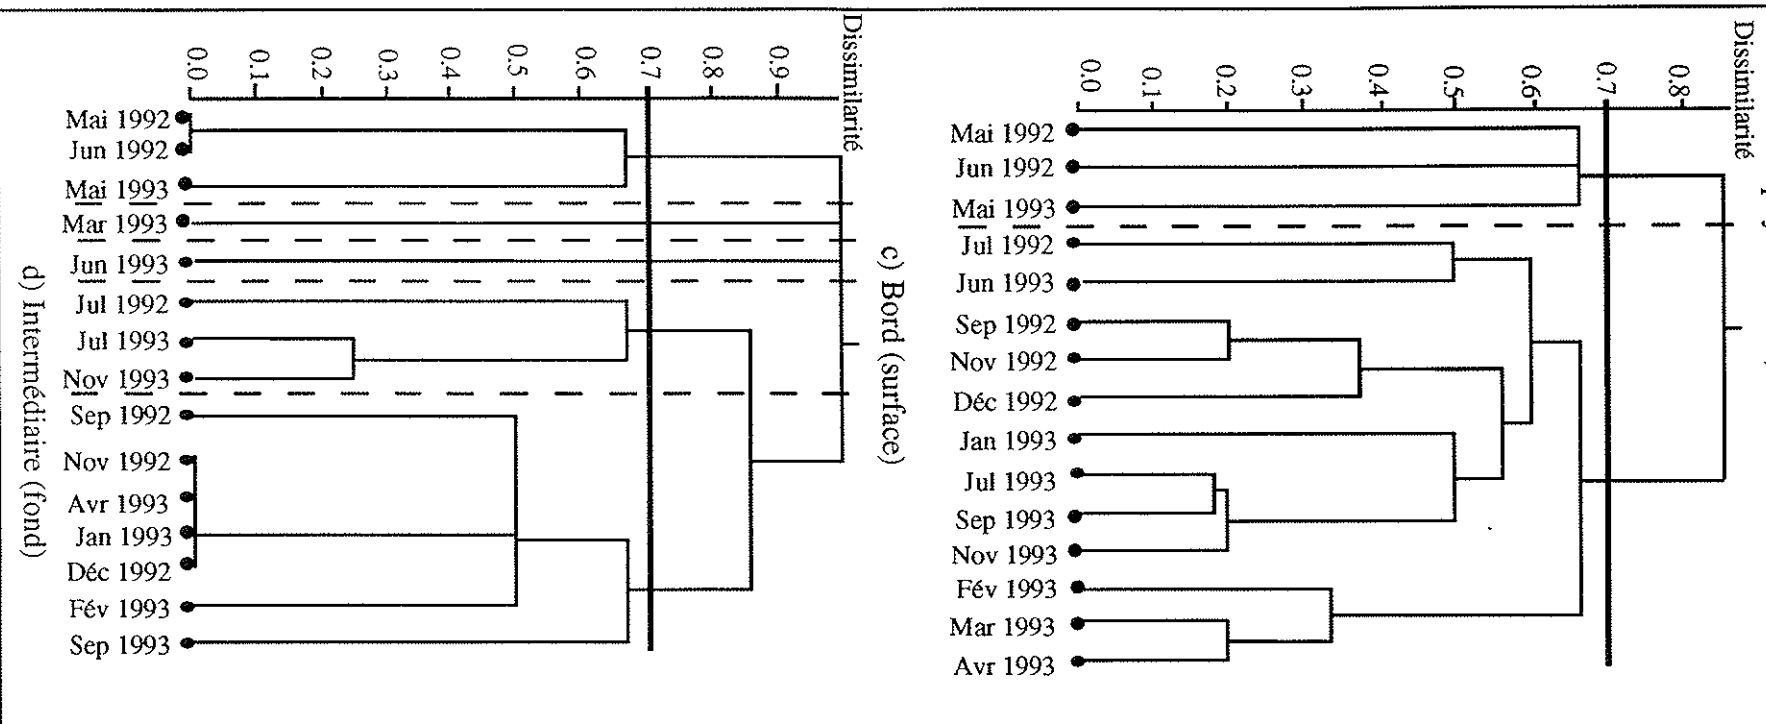 Dissimilarité
0.0
0.1
0.2
0.3
0.4
0.5
0.6
0.7
0.8
0.9
Mai 1992
Jun 1992
Mai 1993
Mar 1993
Jun 1993
Jul 1992
Jul 1993
Nov 1993
Sep 1992
Nov 1992
Avr 1993
Jan 1993
Déc 1992
Fév 1993
Sep 1993
d) Intermédiaire (fond)
Dissimilarité
0.0
0.1
0.2
0.3
0.4
0.5
0.6
0.7
0.8
Mai 1992
Jun 1992
Mai 1993
Jul 1992
Jun 1993
Sep 1992
Nov 1992
Déc 1992
Jan 1993
Jul 1993
Sep 1993
Nov 1993
Fév 1993
Mar 1993
Avr 1993
c) Bord (surface)